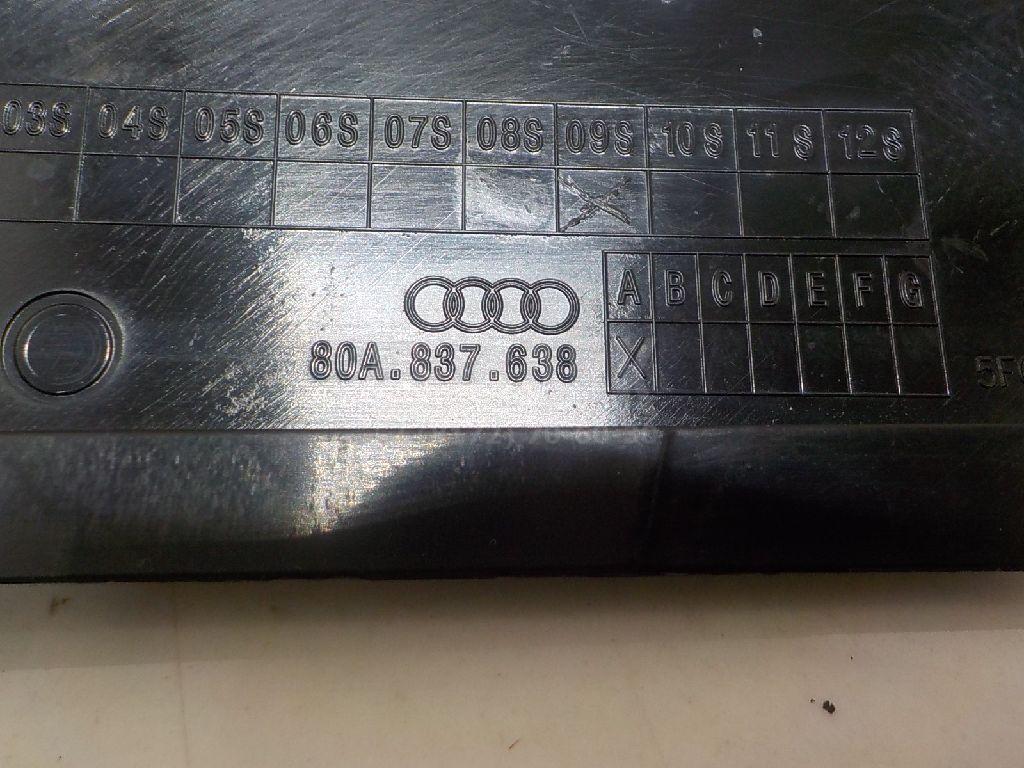 03S 04S 05S 06S 07S 08S 09S 10S 11S 12S
X
A B C D E F G
80A.837.638
X